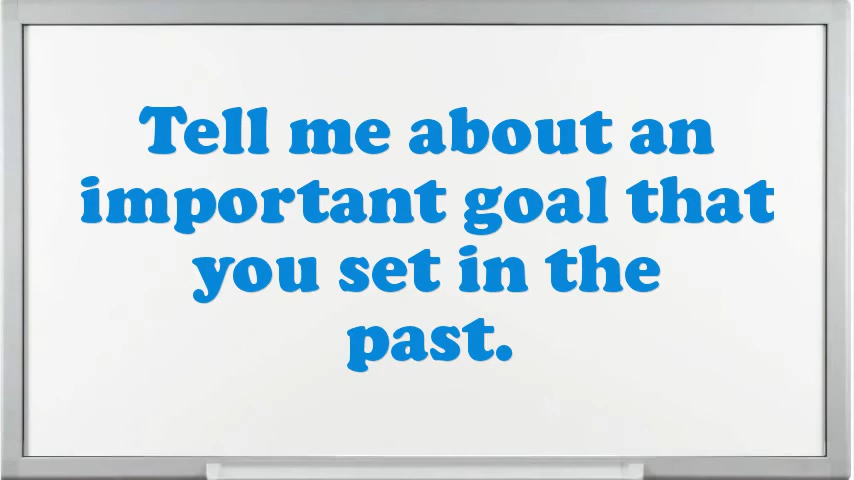 Tell me about an
important goal that
you set in the
past.